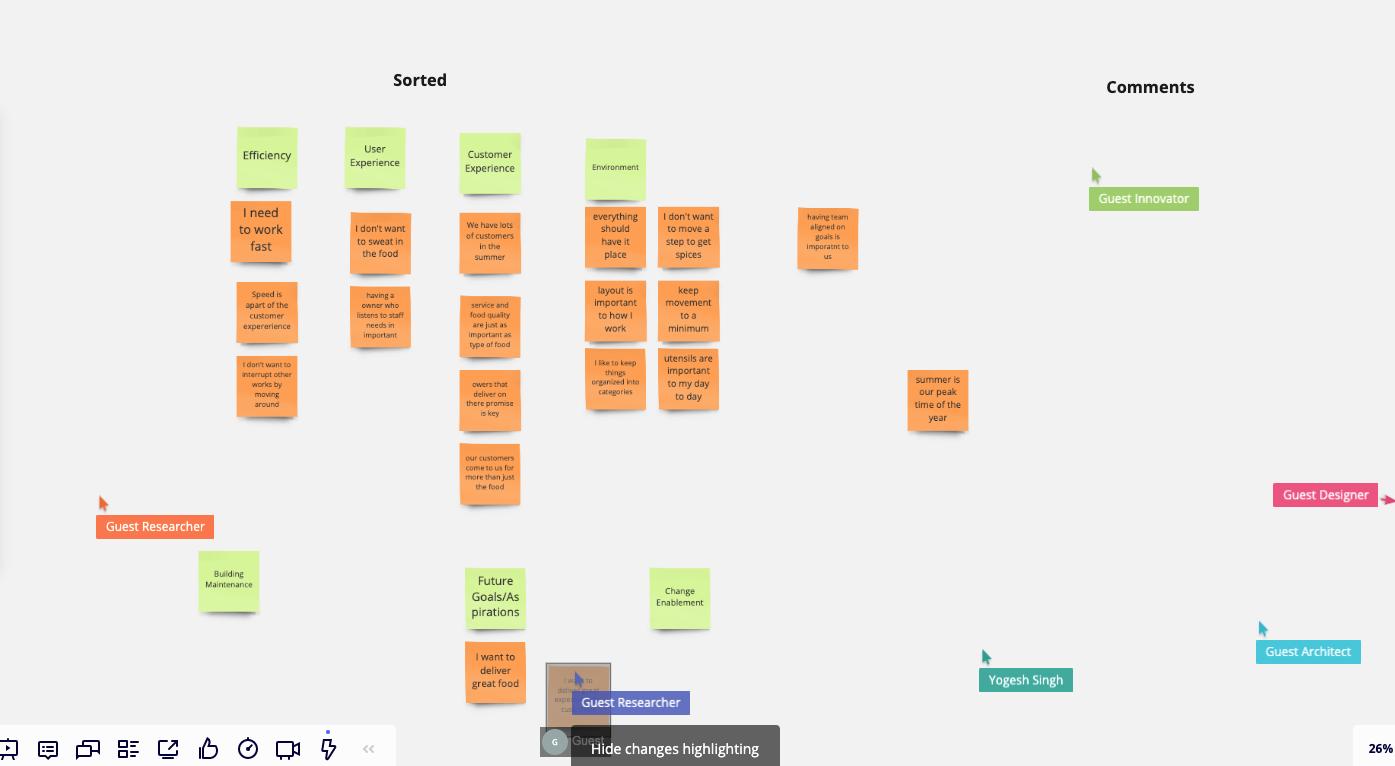 Sorted
Comments
Efficiency
User
Experience
Customer
Experience
Environment
I need
to work
fast
Speed is
apart of the
customer
expererience
I don't want to
interrupt other
works by
moving
around
I don't want
to sweat in
the food
having a
owner who
listens to staff
needs in
important
We have lots
of customers
in the
summer
service and
food quality
are just as
important as
type of food
owers that
deliver on
there promise
is key
our customers
come to us for
more than just
the food
everything
should
have it
place
I don't want
to move a
step to get
spices
layout is
important
to how I
work
keep
movement
to a
minimum
I like to keep
things
organized into
categories
utensils are
important
to my day
to day
having team
aligned on
goals is
imporatnt to
us
summer is
our peak
time of the
year
Guest Innovator
Guest Designer
Guest Researcher
Building
Maintenance
Future
Goals/As
pirations
Change
Enablement
Guest Architect
I want to
deliver
great food
Yogesh Singh
Guest Researcher
G
Guest
Hide changes highlighting
26%